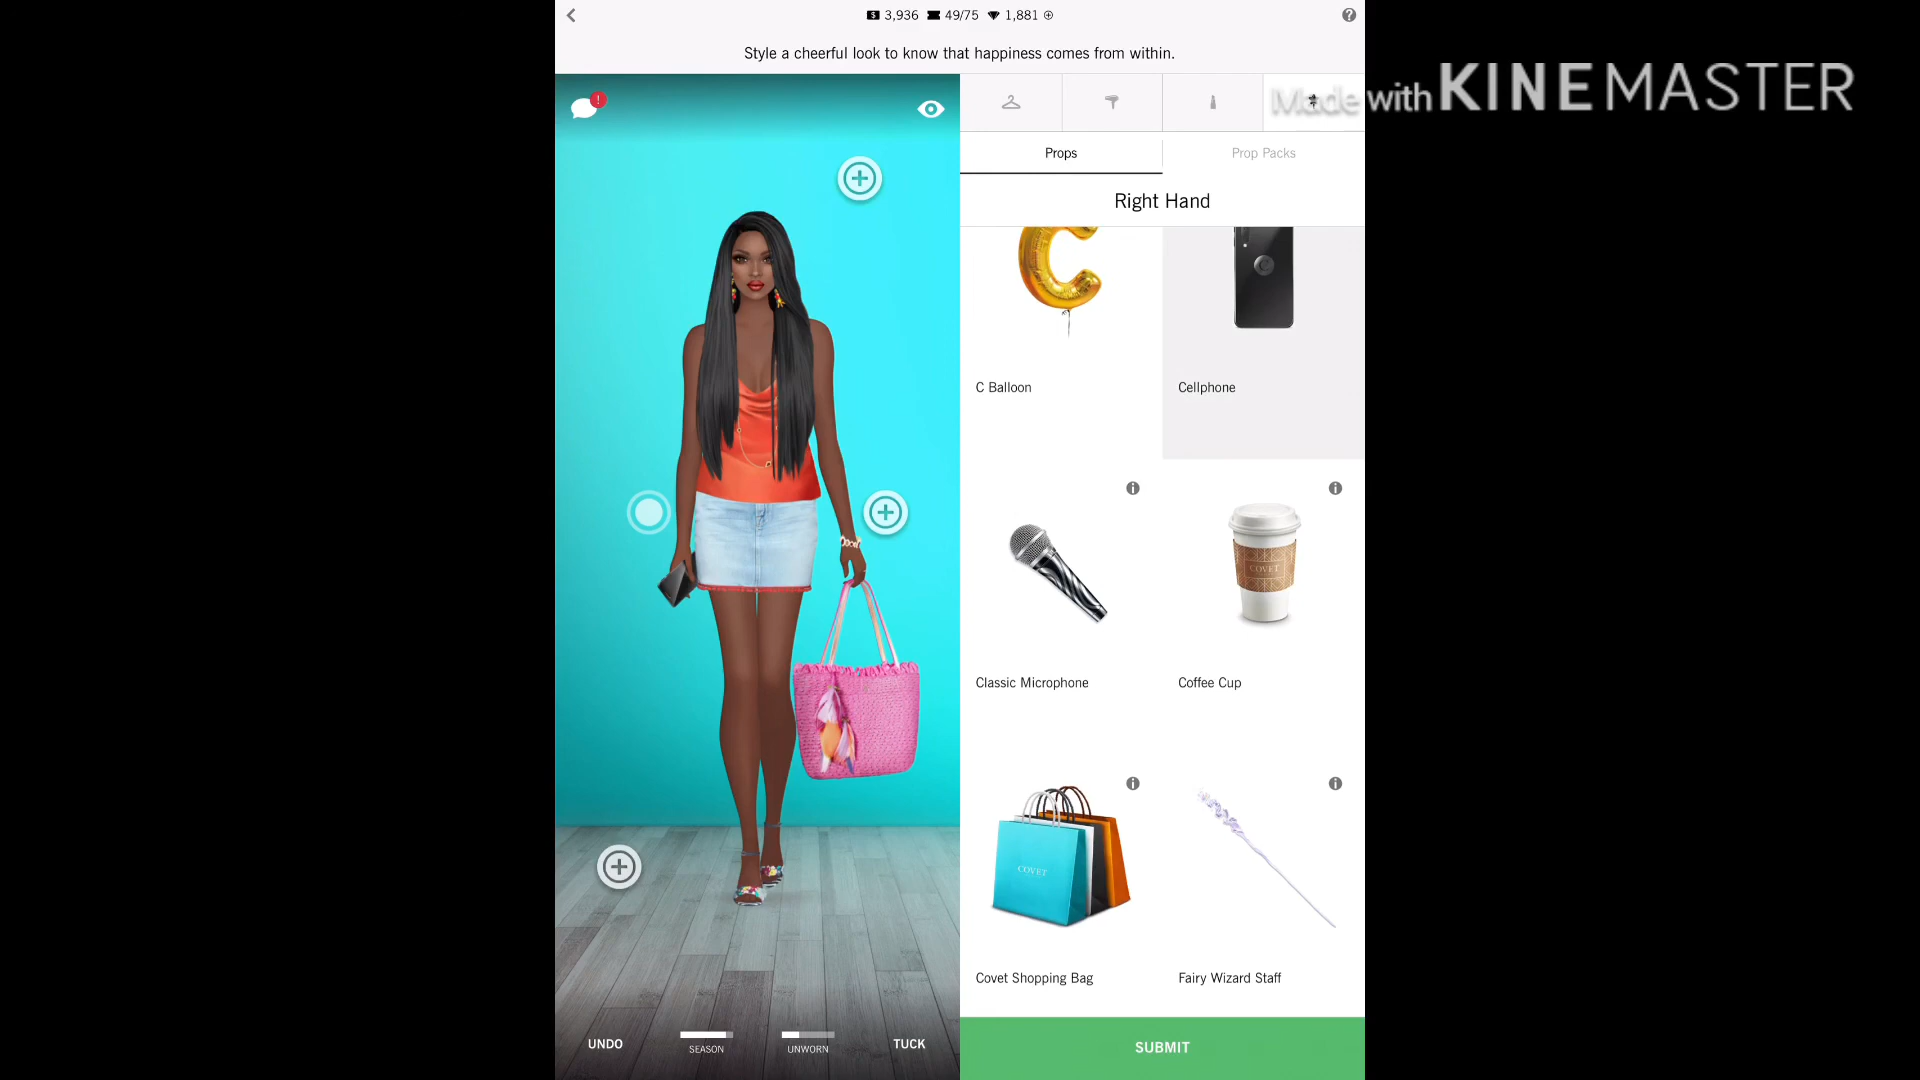 3,936 49/75 1,881
Style a cheerful look to know that happiness comes from within.
Made with KINEMASTER
Props
Prop Packs
Right Hand
C Balloon
Cellphone
COVET
Classic Microphone
Coffee Cup
COVET
Covet Shopping Bag
Fairy Wizard Staff
UNDO
SEASON
UNWORN
TUCK
SUBMIT